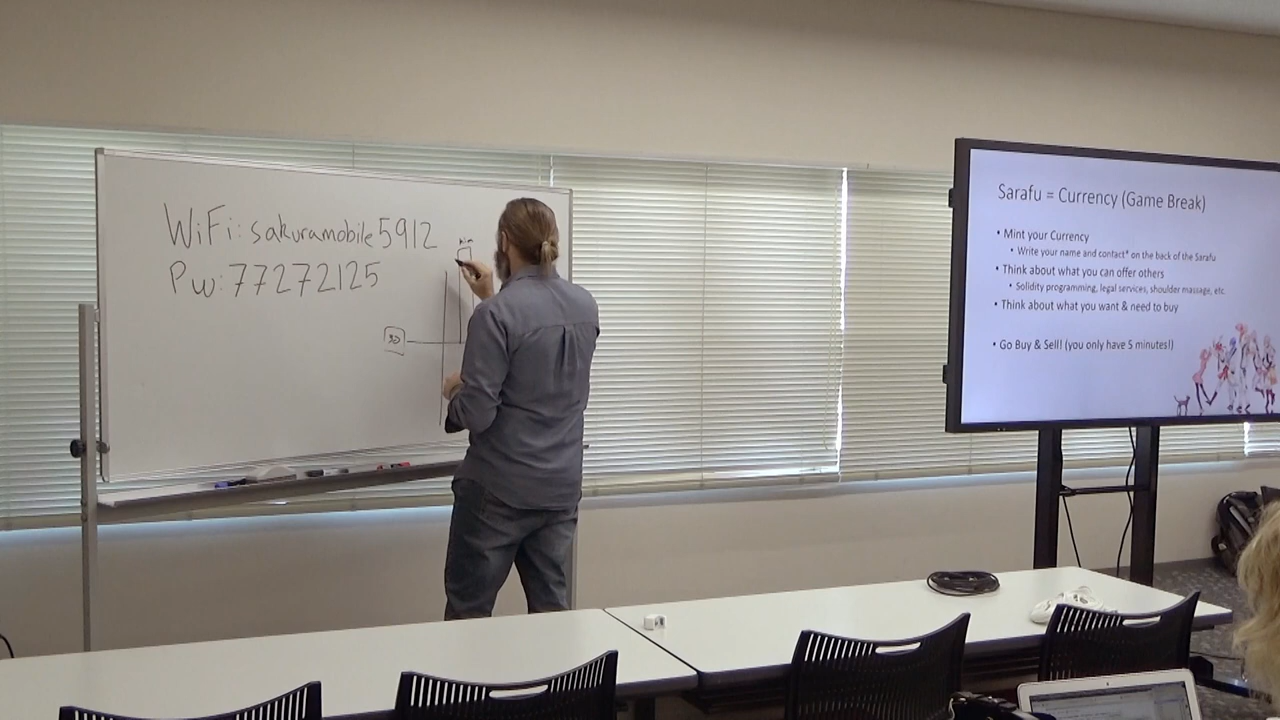 WiFi: sakuramobile5912
Pw: 77272125
Sarafu = Currency (Game Break)
• Mint your Currency
• Write your name and contact* on the back of the Sarafu
• Think about what you can offer others
• Solidity programming, legal services, shoulder massage, etc.
• Think about what you want & need to buy
• Go Buy & Sell! (you only have 5 minutes!)